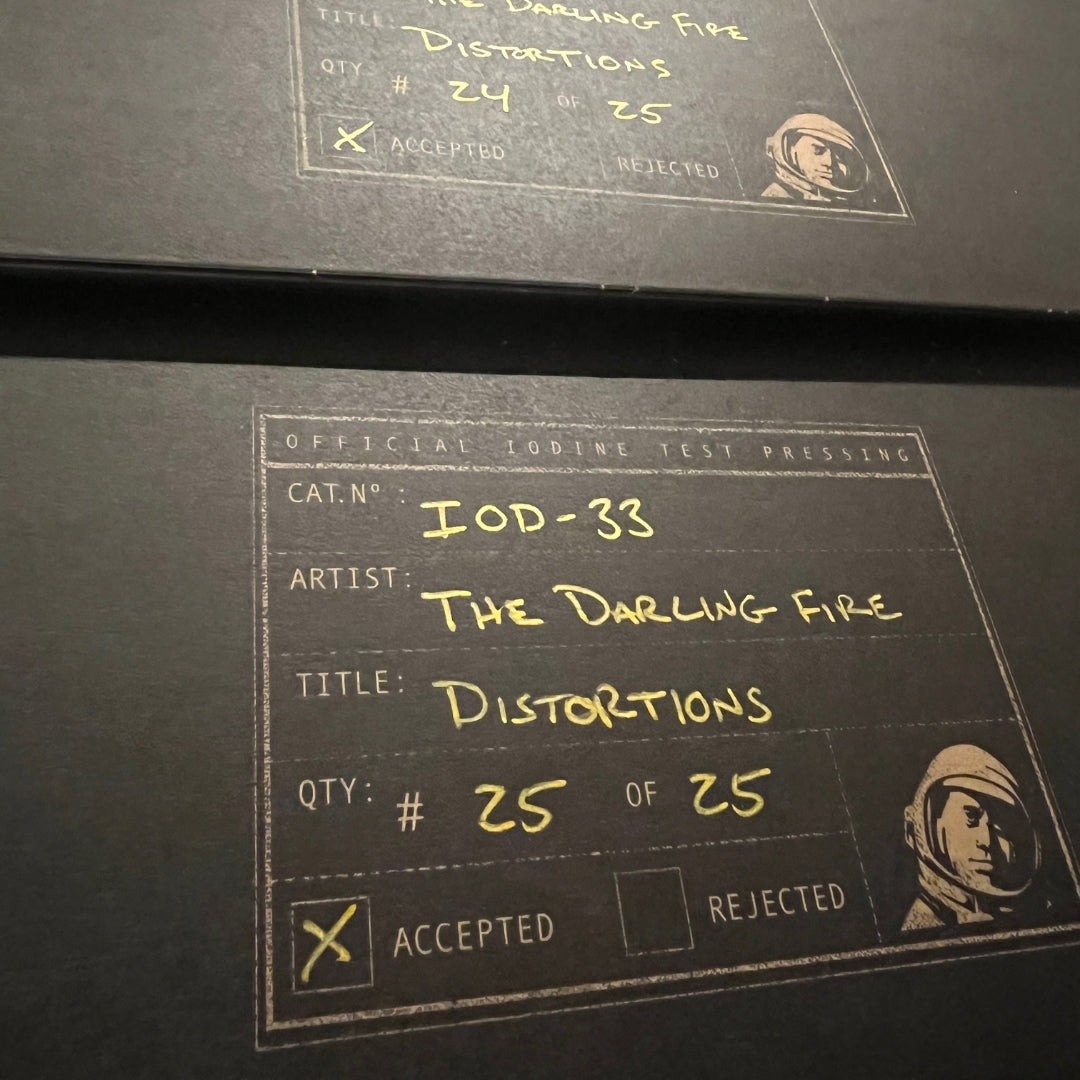 THE DARLING FIRE
TITLE: DISTORTIONS
QTY # 24 OF 25
X ACCEPTED REJECTED
OFFICIAL IODINE TEST PRESSING
CAT.Nº : IOD-33
ARTIST: THE DARLING FIRE
TITLE: DISTORTIONS
QTY: # 25 OF 25
X ACCEPTED REJECTED